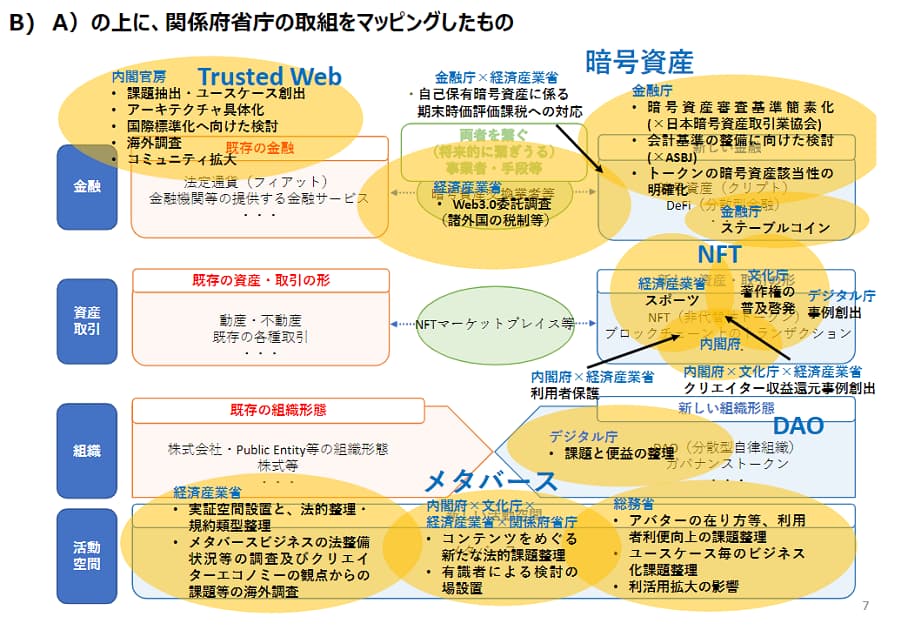 B) A）の上に、関係府省庁の取組をマッピングしたもの
Trusted Web
内閣官房
• 課題抽出・ユースケース創出
• アーキテクチャ具体化
• 国際標準化へ向けた検討
• 海外調査
• コミュニティ拡大
金融庁×経済産業省
・自己保有暗号資産に係る
期末時価評価課税への対応
暗号資産
金融庁
• 暗号資産審査基準簡素化
(×日本暗号資産取引業協会)
• 会計基準の整備に向けた検討
(×ASBJ)
• トークンの暗号資産該当性の
明確化
金融
既存の金融
法定通貨（フィアット）
金融機関等の提供する金融サービス
・・・
両者を繋ぐ
（将来的に繋ぎうる）
事業者・手段等
経済産業省
• Web3.0委託調査
（諸外国の税制等）
新しい金融
資産（クリプト）
DeFi（分散型金融）
金融庁
ステーブルコイン
資産
取引
既存の資産・取引の形
動産・不動産
既存の各種取引
・・・
NFTマーケットプレイス等
NFT
経済産業省
スポーツ
文化庁
著作権の
普及啓発
デジタル庁
事例創出
NFT（非代替性トークン）
ブロックチェーン上のトランザクション
内閣府
内閣府×経済産業省
利用者保護
内閣府×文化庁×経済産業省
クリエイター収益還元事例創出
組織
既存の組織形態
株式会社・Public Entity等の組織形態
株式等
・・・
新しい組織形態
DAO
デジタル庁
• 課題と便益の整理
DAO（分散型自律組織）
ガバナンストークン
・・・
活動
空間
メタバース
経済産業省
• 実証空間設置と、法的整理・
規約類型整理
• メタバースビジネスの法整備
状況等の調査及びクリエイ
ターエコノミーの観点からの
課題等の海外調査
内閣府×文化庁×
経済産業省×関係府省庁
• コンテンツをめぐる
新たな法的課題整理
• 有識者による検討の
場設置
総務省
• アバターの在り方等、利用
者利便向上の課題整理
• ユースケース毎のビジネス
化課題整理
• 利活用拡大の影響
7